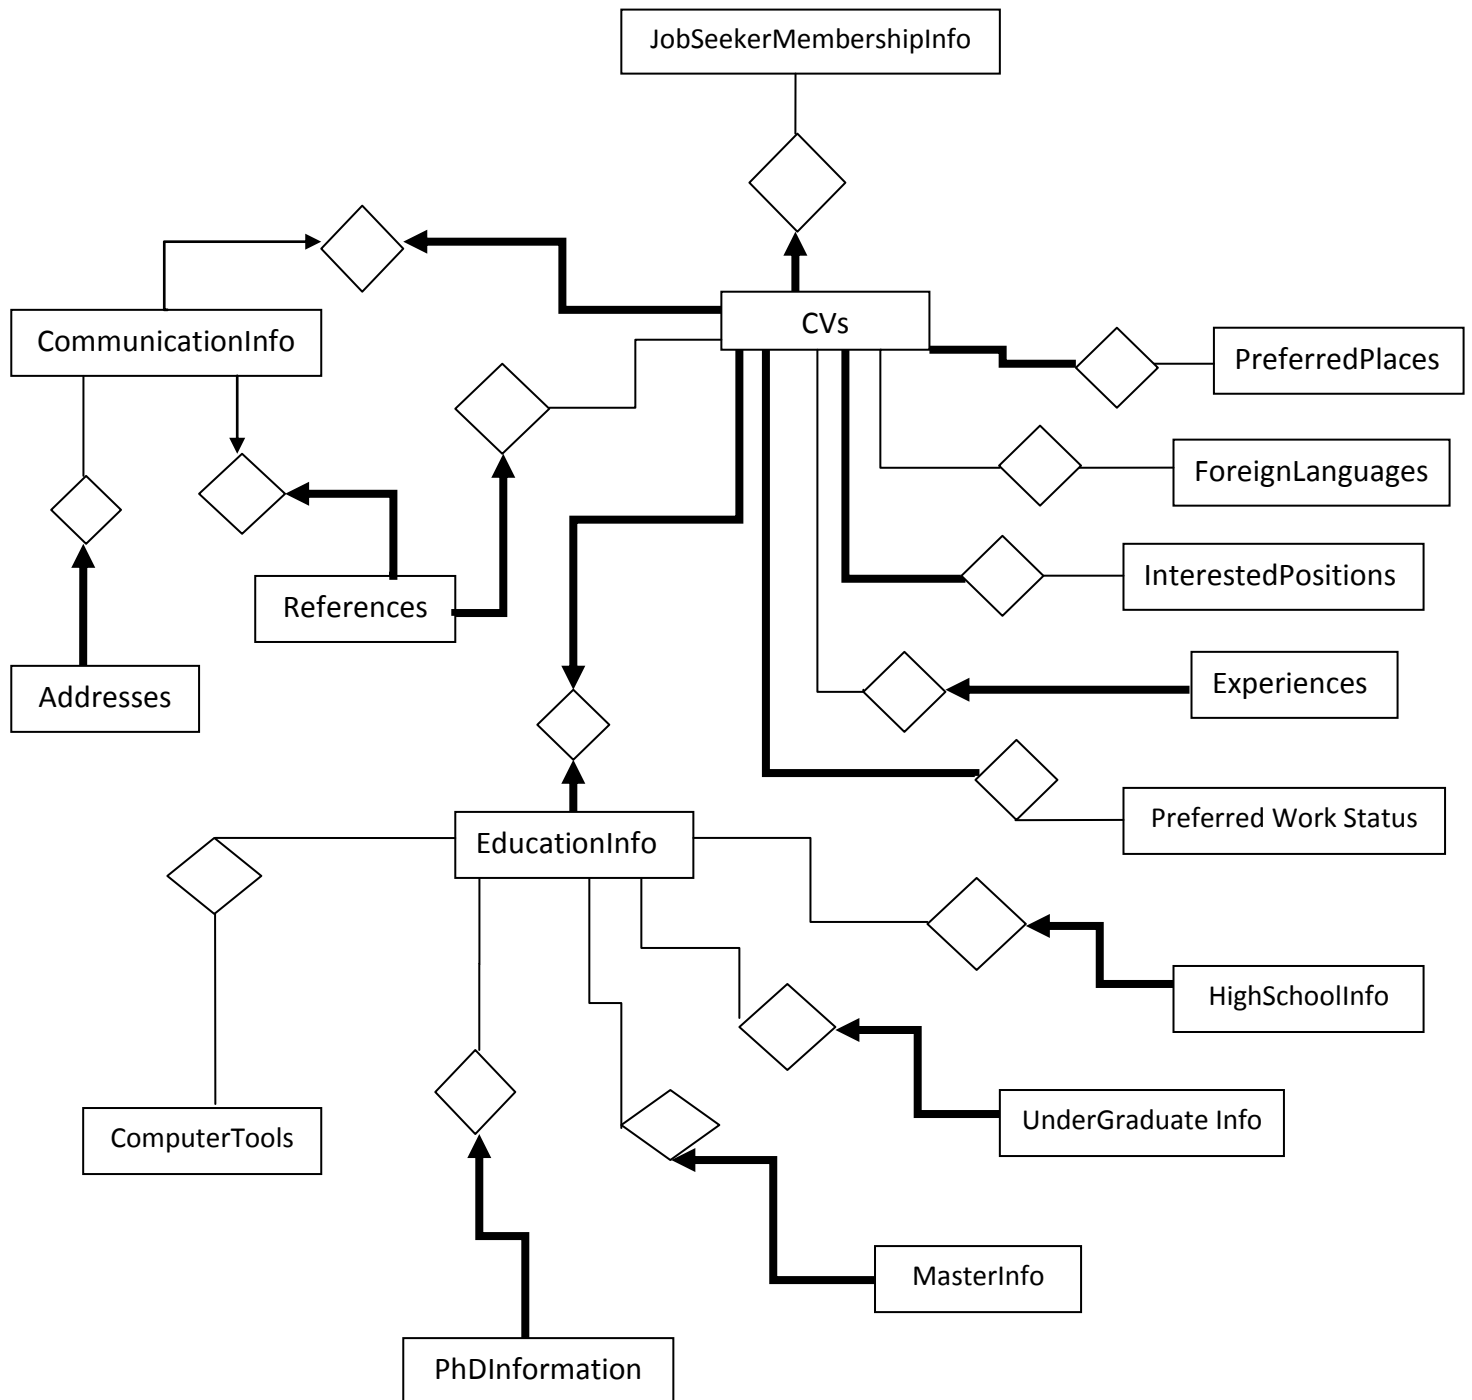 JobSeekerMembershipInfo
CVs
CommunicationInfo
PreferredPlaces
ForeignLanguages
InterestedPositions
References
Experiences
Addresses
Preferred Work Status
EducationInfo
HighSchoolInfo
UnderGraduate Info
ComputerTools
MasterInfo
PhDInformation